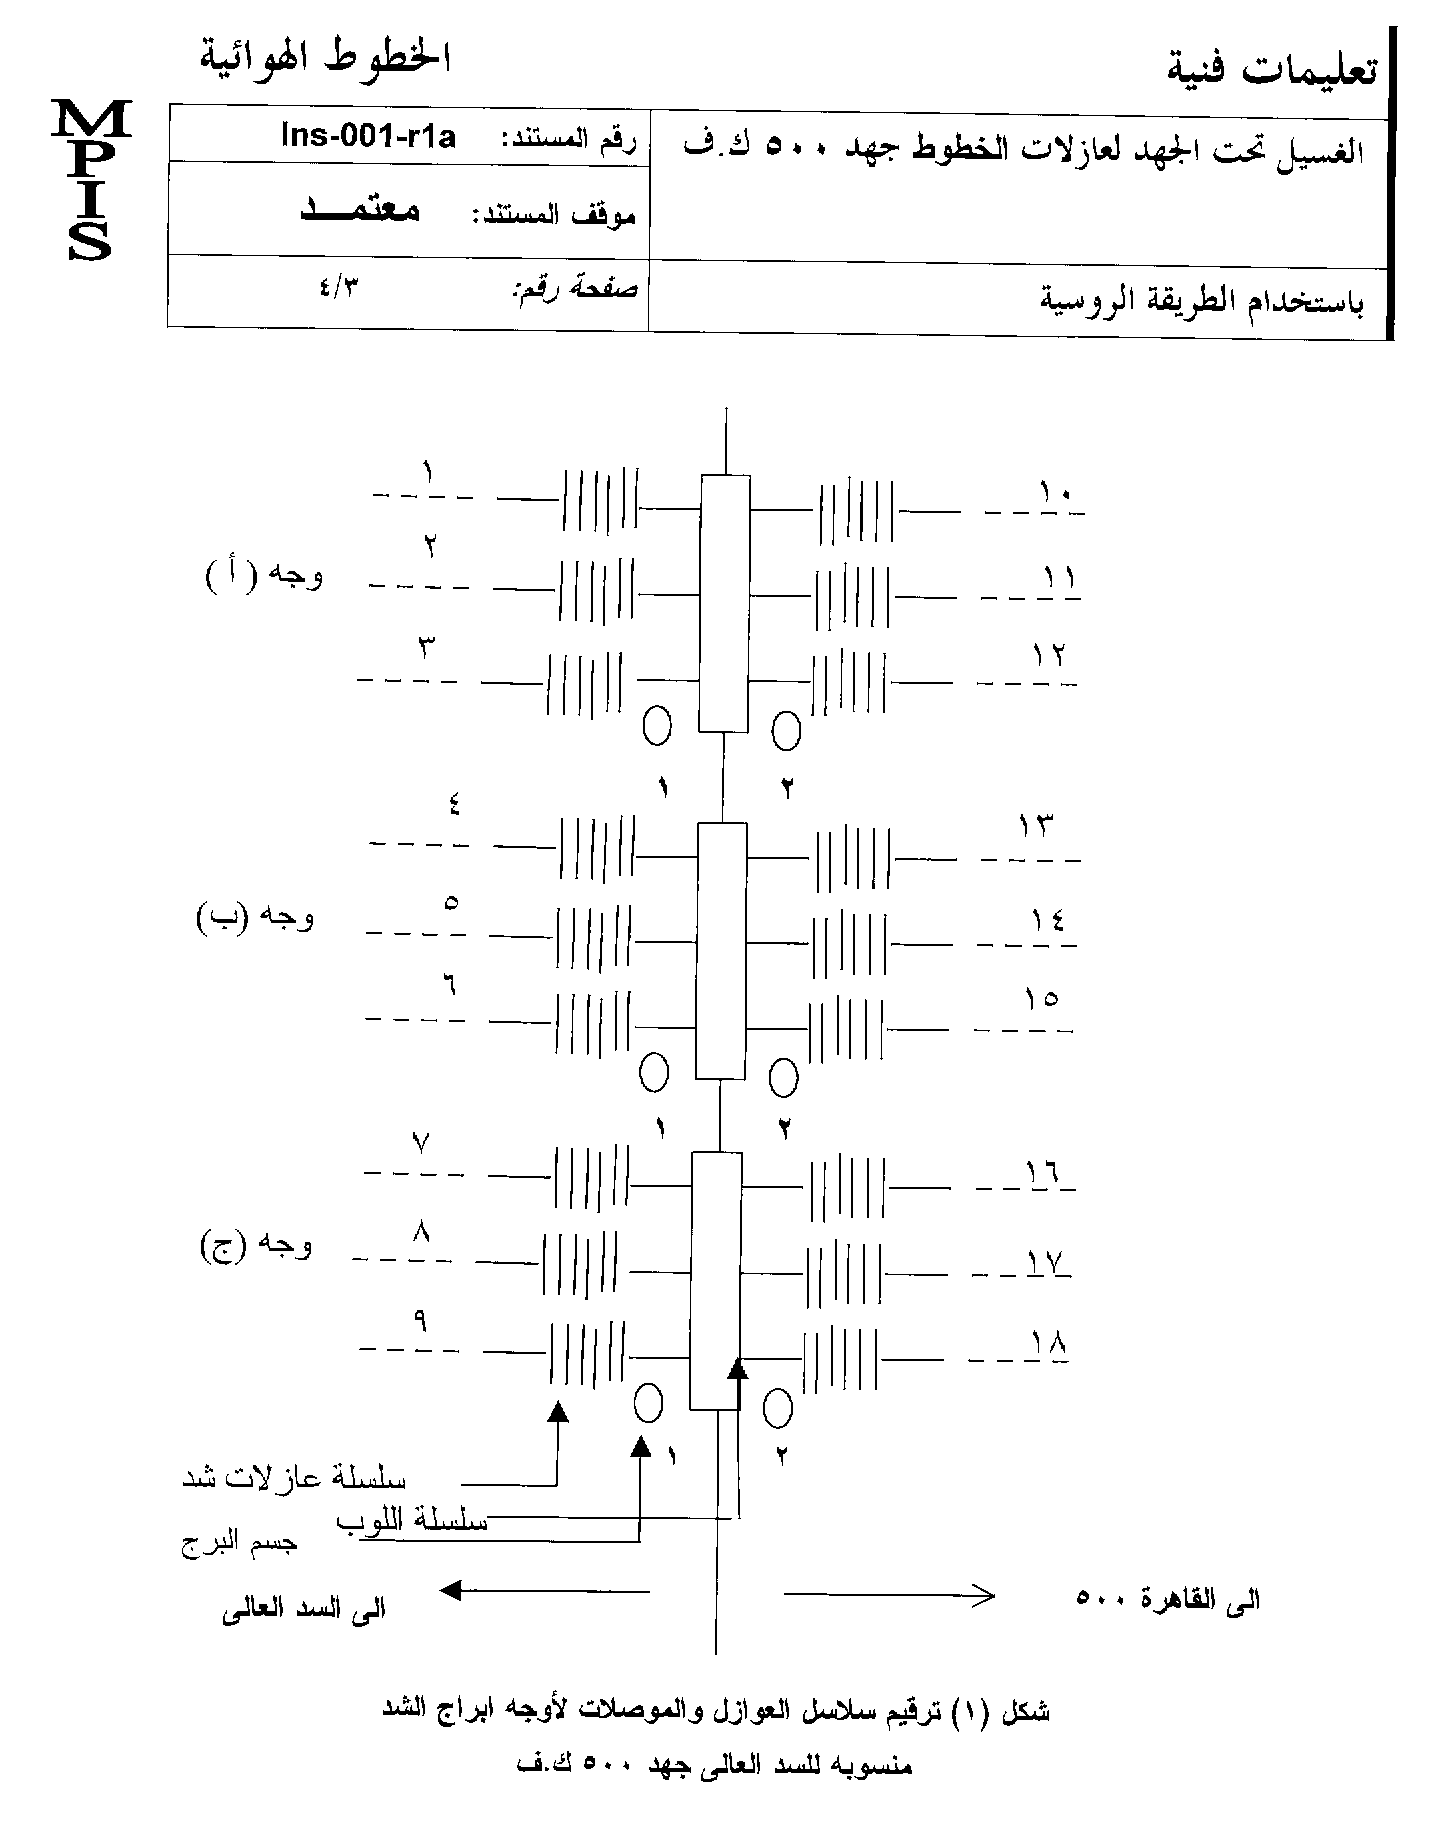 تعليمات فنية
الخطوط الهوائية
MPIS
الغسيل تحت الجهد لعازلات الخطوط جهد ٥٠٠ ك.ف
رقم المستند: Ins-001-r1a
موقف المستند: معتمــد
باستخدام الطريقة الروسية
صفحة رقم: ٤/٣
١
١٠
٢
١١
وجه (أ)
٣
١٢
١
٢
٤
١٣
٥
١٤
وجه (ب)
٦
١٥
١
٢
٧
١٦
٨
١٧
وجه (ج)
٩
١٨
١
٢
سلسلة عازلات شد
سلسلة اللوب
جسم البرج
الى القاهرة ٥٠٠
الى السد العالى
شكل (١) ترقيم سلاسل العوازل والموصلات لأوجه ابراج الشد
منسوبه للسد العالى جهد ٥٠٠ ك.ف